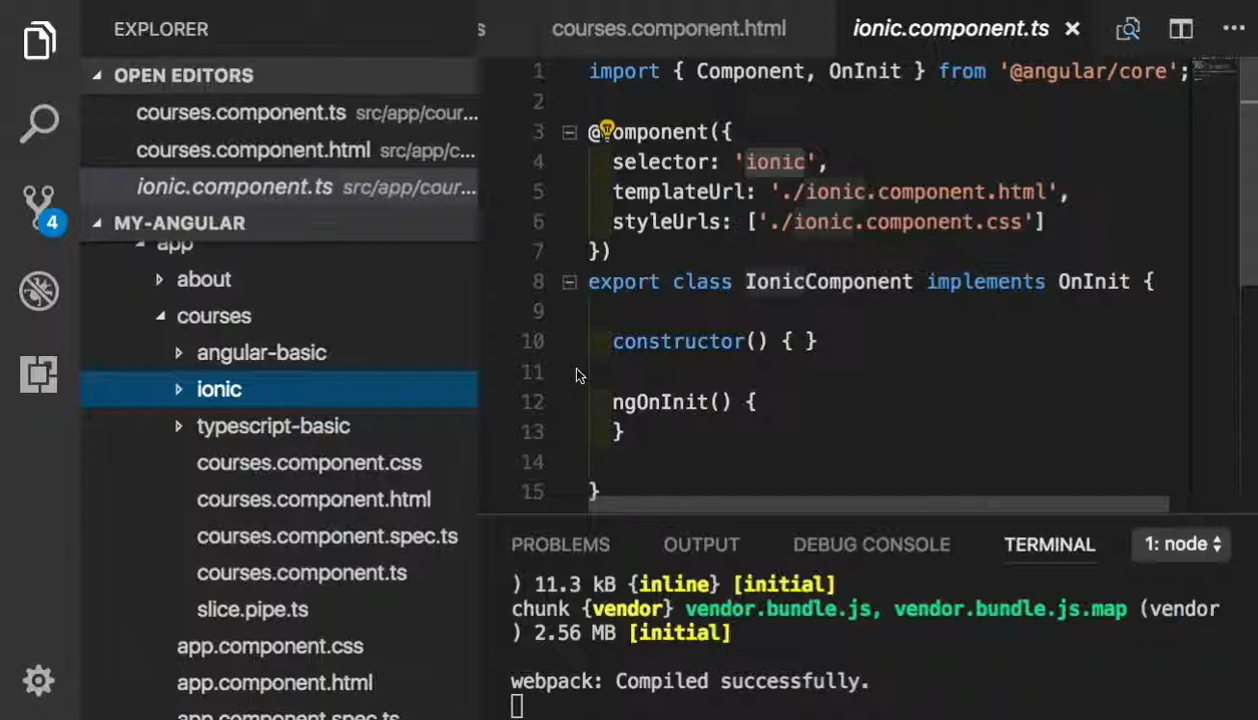 EXPLORER
OPEN EDITORS
courses.component.ts src/app/cour...
courses.component.html src/app/c...
ionic.component.ts src/app/cour...
4
MY-ANGULAR
app
about
courses
angular-basic
ionic
typescript-basic
courses.component.css
courses.component.html
courses.component.spec.ts
courses.component.ts
slice.pipe.ts
app.component.css
app.component.html
app.component.spec.ts
s courses.component.html ionic.component.ts
1 import { Component, OnInit } from '@angular/core';
2
3 @omponent({
4 selector: 'ionic',
5 templateUrl: './ionic.component.html',
6 styleUrls: ['./ionic.component.css']
7 })
8 export class IonicComponent implements OnInit {
9
10 constructor() { }
11
12 ngOnInit() {
13 }
14
15 }
PROBLEMS OUTPUT DEBUG CONSOLE TERMINAL 1: node
) 11.3 kB {inline} [initial]
chunk {vendor} vendor.bundle.js, vendor.bundle.js.map (vendor
) 2.56 MB [initial]
webpack: Compiled successfully.